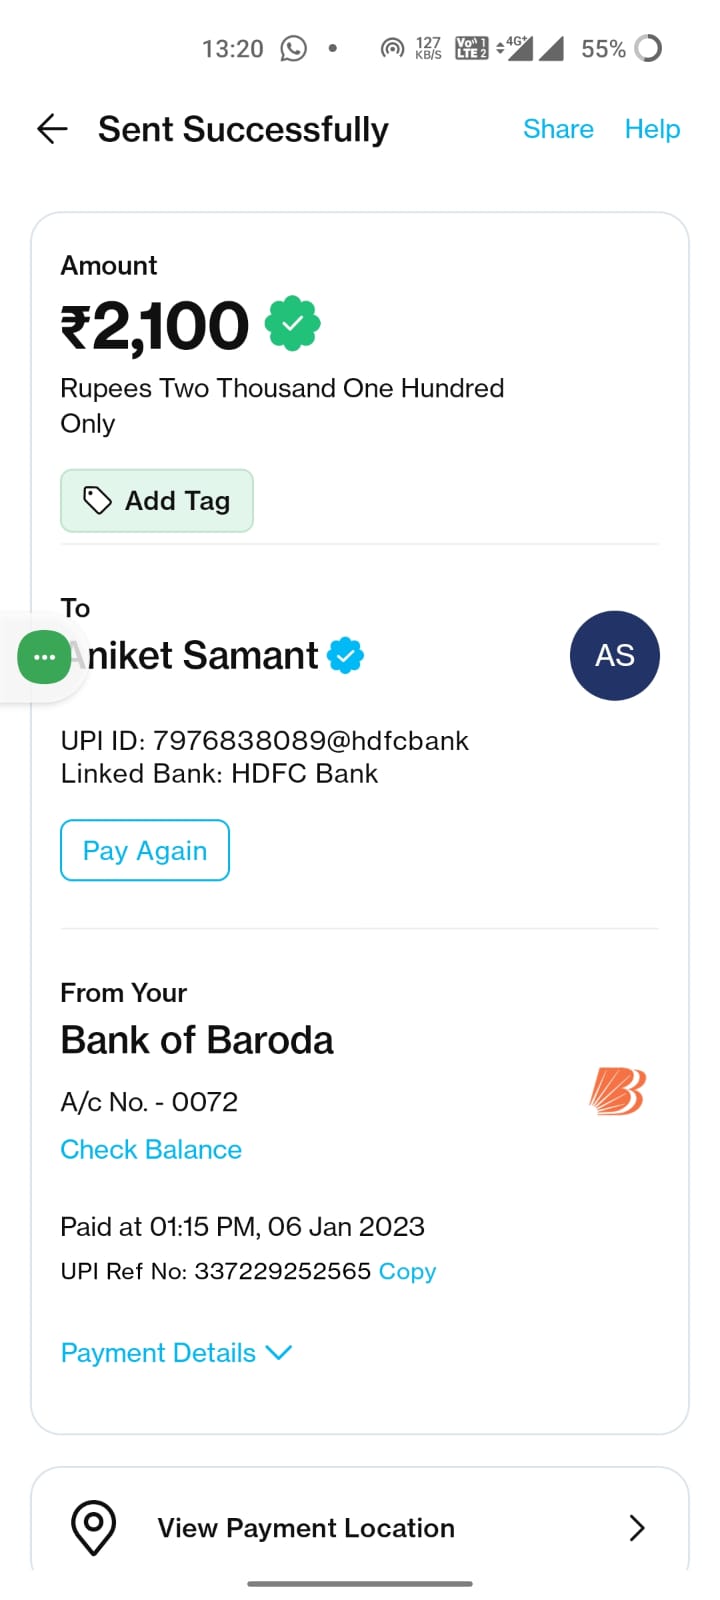 13:20 127 KB/S Vo)) 1 LTE 2 4G+ 55%
Sent Successfully Share Help
Amount
₹2,100
Rupees Two Thousand One Hundred
Only
Add Tag
To
Aniket Samant AS
UPI ID: 7976838089@hdfcbank
Linked Bank: HDFC Bank
Pay Again
From Your
Bank of Baroda
A/c No. - 0072
Check Balance
Paid at 01:15 PM, 06 Jan 2023
UPI Ref No: 337229252565 Copy
Payment Details
View Payment Location